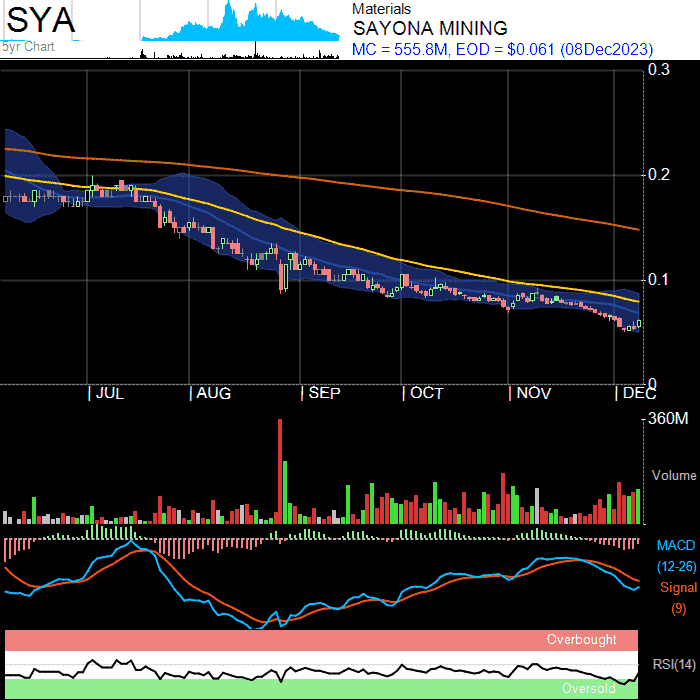 SYA
5yr Chart
Materials
SAYONA MINING
MC = 555.8M, EOD = $0.061 (08Dec2023)
0.3
0.2
0.1
0
JUL AUG SEP OCT NOV DEC
360M
Volume
MACD
(12-26)
Signal
(9)
Overbought
RSI(14)
Oversold